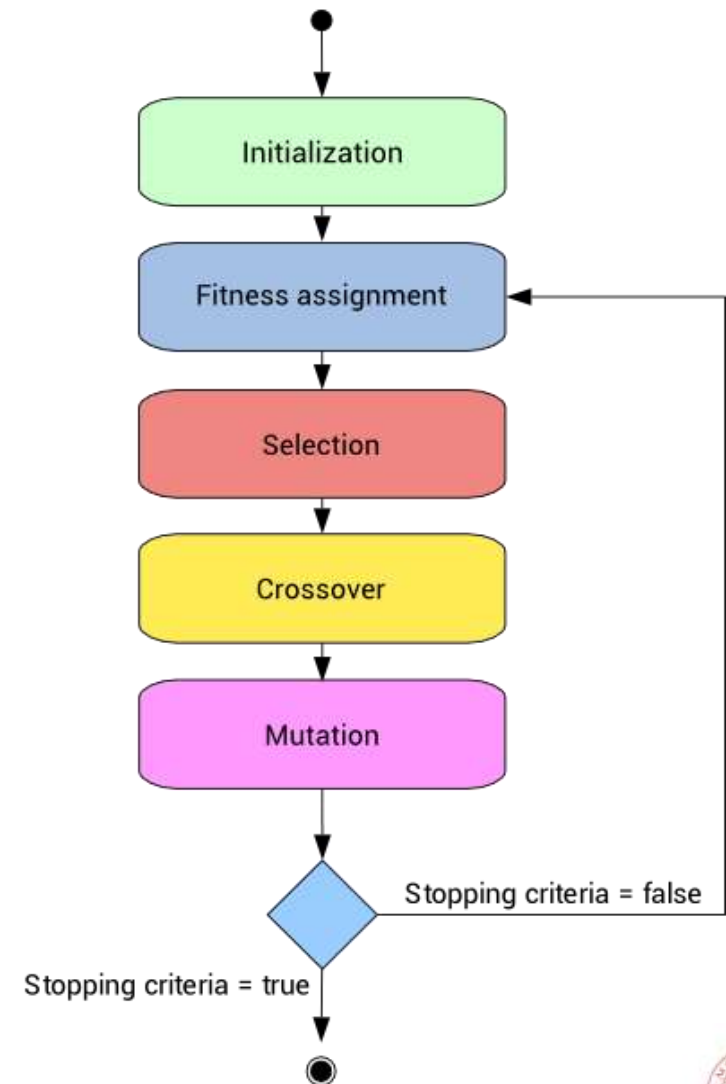 Initialization
Fitness assignment
Selection
Crossover
Mutation
Stopping criteria = false
Stopping criteria = true